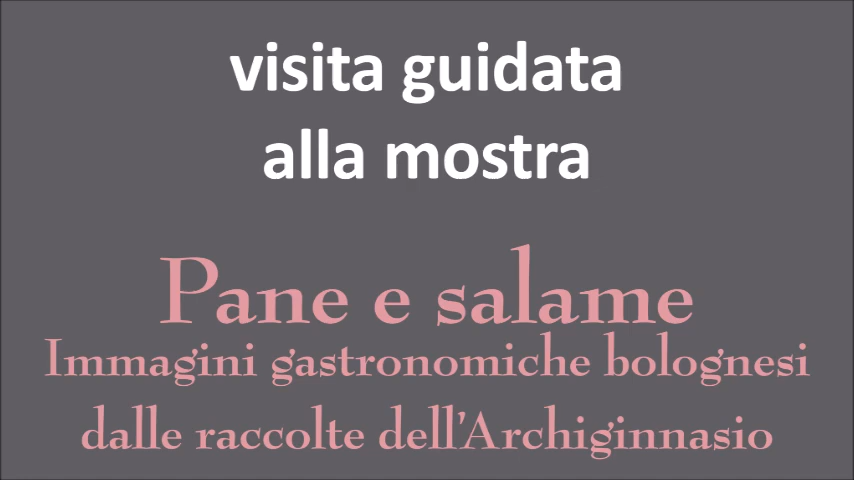 visita guidata
alla mostra
Pane e salame
Immagini gastronomiche bolognesi
dalle raccolte dell'Archiginnasio